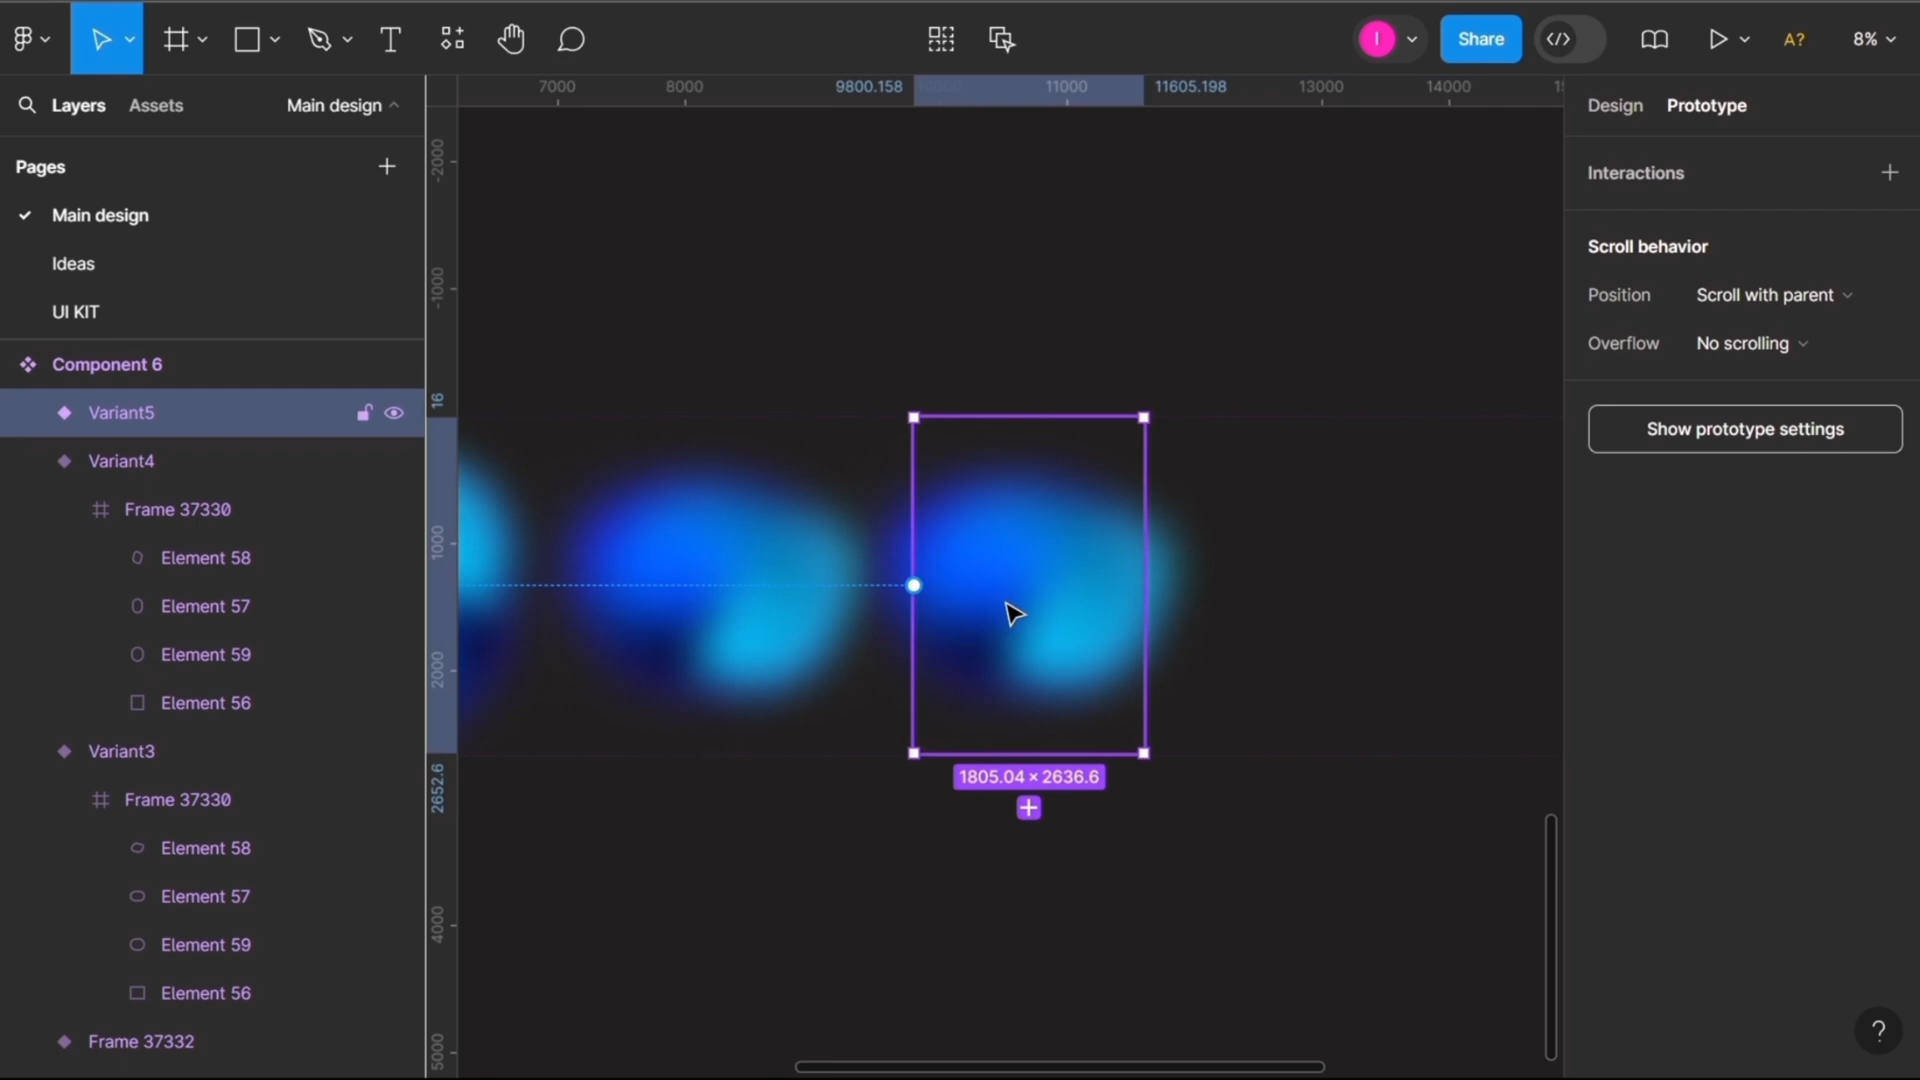 Share
A?
8%
Layers
Assets
Main design
Pages
Main design
Ideas
UI KIT
Component 6
Variant5
Variant4
Frame 37330
Element 58
Element 57
Element 59
Element 56
Variant3
Frame 37330
Element 58
Element 57
Element 59
Element 56
Frame 37332
7000
8000
9800.158
11000
11605.198
13000
14000
-2000
-1000
16
1000
2000
2652.6
4000
5000
1805.04 × 2636.6
Design
Prototype
Interactions
Scroll behavior
Position
Scroll with parent
Overflow
No scrolling
Show prototype settings
I
?